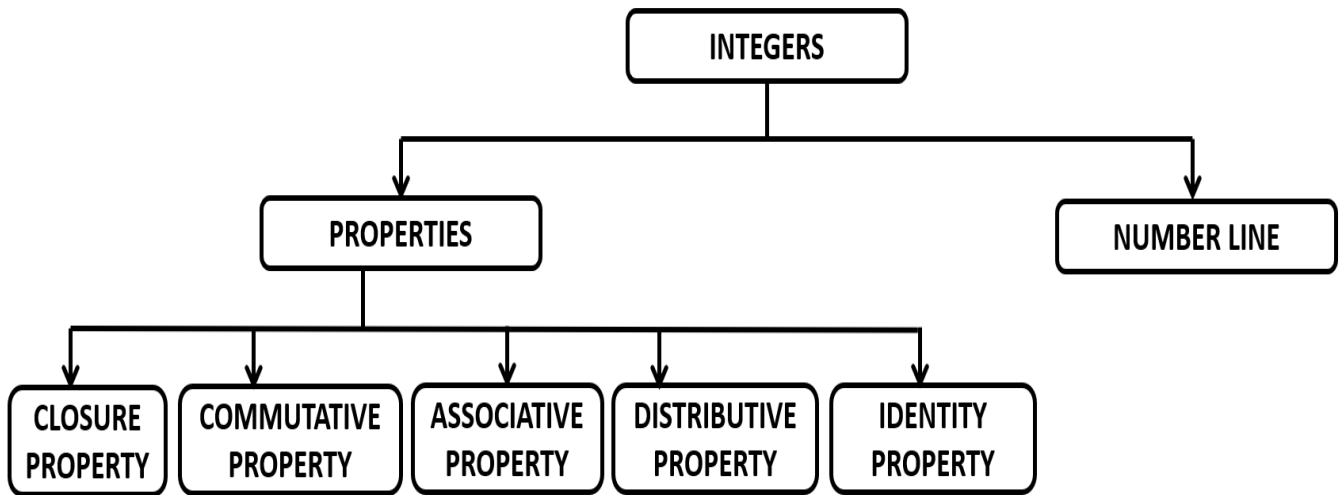 INTEGERS
PROPERTIES
NUMBER LINE
CLOSURE
PROPERTY
COMMUTATIVE
PROPERTY
ASSOCIATIVE
PROPERTY
DISTRIBUTIVE
PROPERTY
IDENTITY
PROPERTY